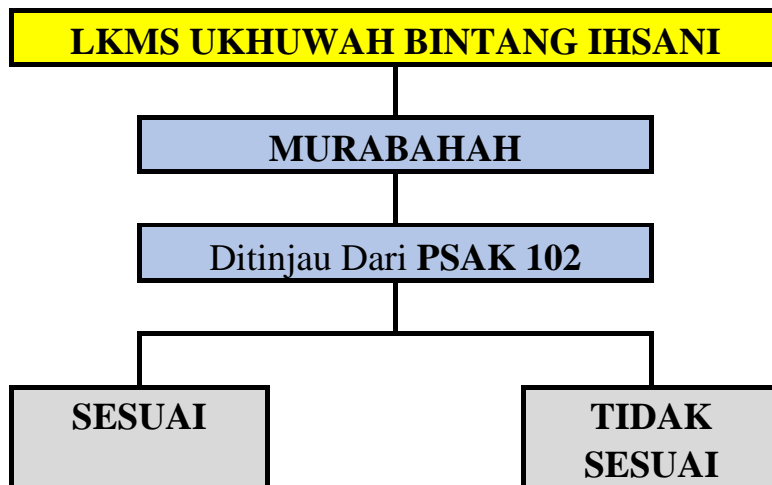 LKMS UKHUWAH BINTANG IHSANI
MURABAHAH
Ditinjau Dari PSAK 102
SESUAI
TIDAK
SESUAI